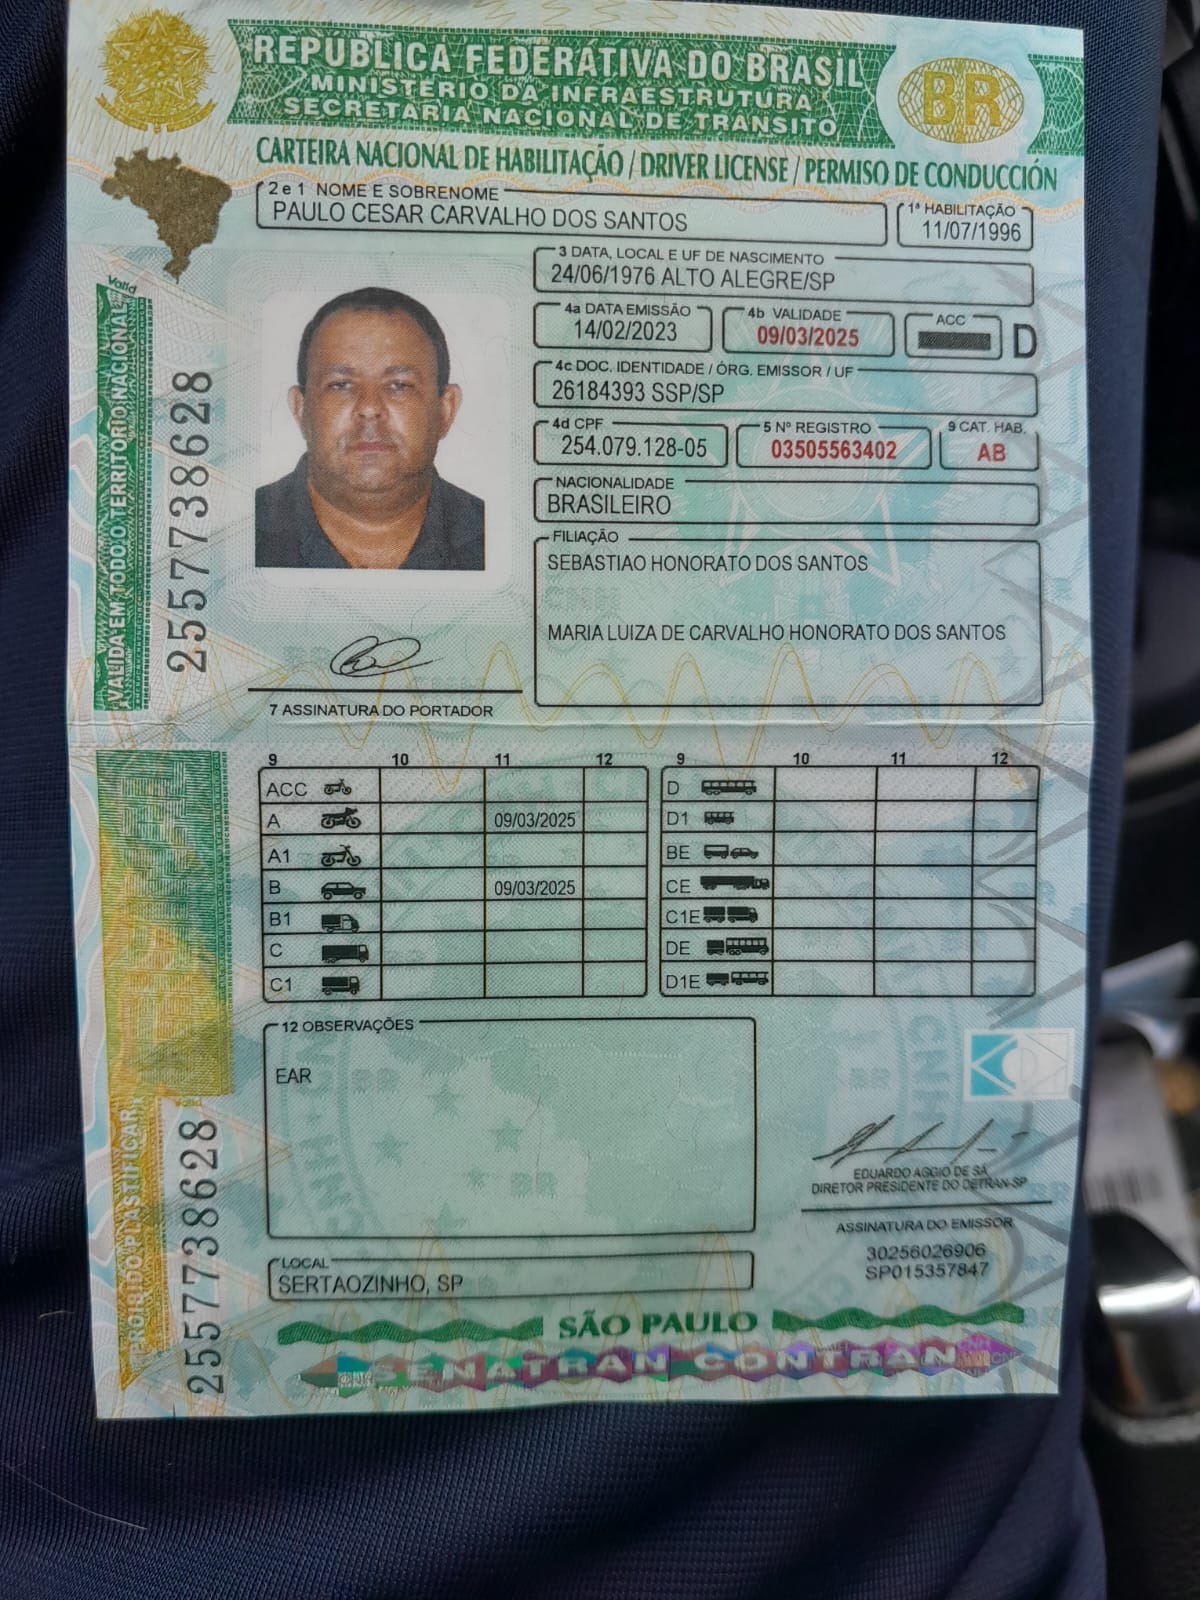 REPÚBLICA FEDERATIVA DO BRASIL
MINISTÉRIO DA INFRAESTRUTURA
SECRETARIA NACIONAL DE TRÂNSITO
BR
CARTEIRA NACIONAL DE HABILITAÇÃO / DRIVER LICENSE / PERMISO DE CONDUCCIÓN
2 e 1 NOME E SOBRENOME
PAULO CESAR CARVALHO DOS SANTOS
1ª HABILITAÇÃO
11/07/1996
3 DATA, LOCAL E UF DE NASCIMENTO
24/06/1976 ALTO ALEGRE/SP
4a DATA EMISSÃO
14/02/2023
4b VALIDADE
09/03/2025
ACC
D
4c DOC. IDENTIDADE / ÓRG. EMISSOR / UF
26184393 SSP/SP
4d CPF
254.079.128-05
5 Nº REGISTRO
03505563402
9 CAT. HAB.
AB
NACIONALIDADE
BRASILEIRO
FILIAÇÃO
SEBASTIAO HONORATO DOS SANTOS
MARIA LUIZA DE CARVALHO HONORATO DOS SANTOS
7 ASSINATURA DO PORTADOR
Valid
VÁLIDA EM TODO O TERRITÓRIO NACIONAL
2557738628
9 10 11 12
ACC
A 09/03/2025
A1
B 09/03/2025
B1
C
C1
9 10 11 12
D
D1
BE
CE
C1E
DE
D1E
12 OBSERVAÇÕES
EAR
EDUARDO AGGIO DE SÁ
DIRETOR PRESIDENTE DO DETRAN-SP
ASSINATURA DO EMISSOR
30256026906
SP015357847
LOCAL
SERTAOZINHO, SP
PROIBIDO PLASTIFICAR
2557738628
SÃO PAULO
SENATRAN CONTRAN